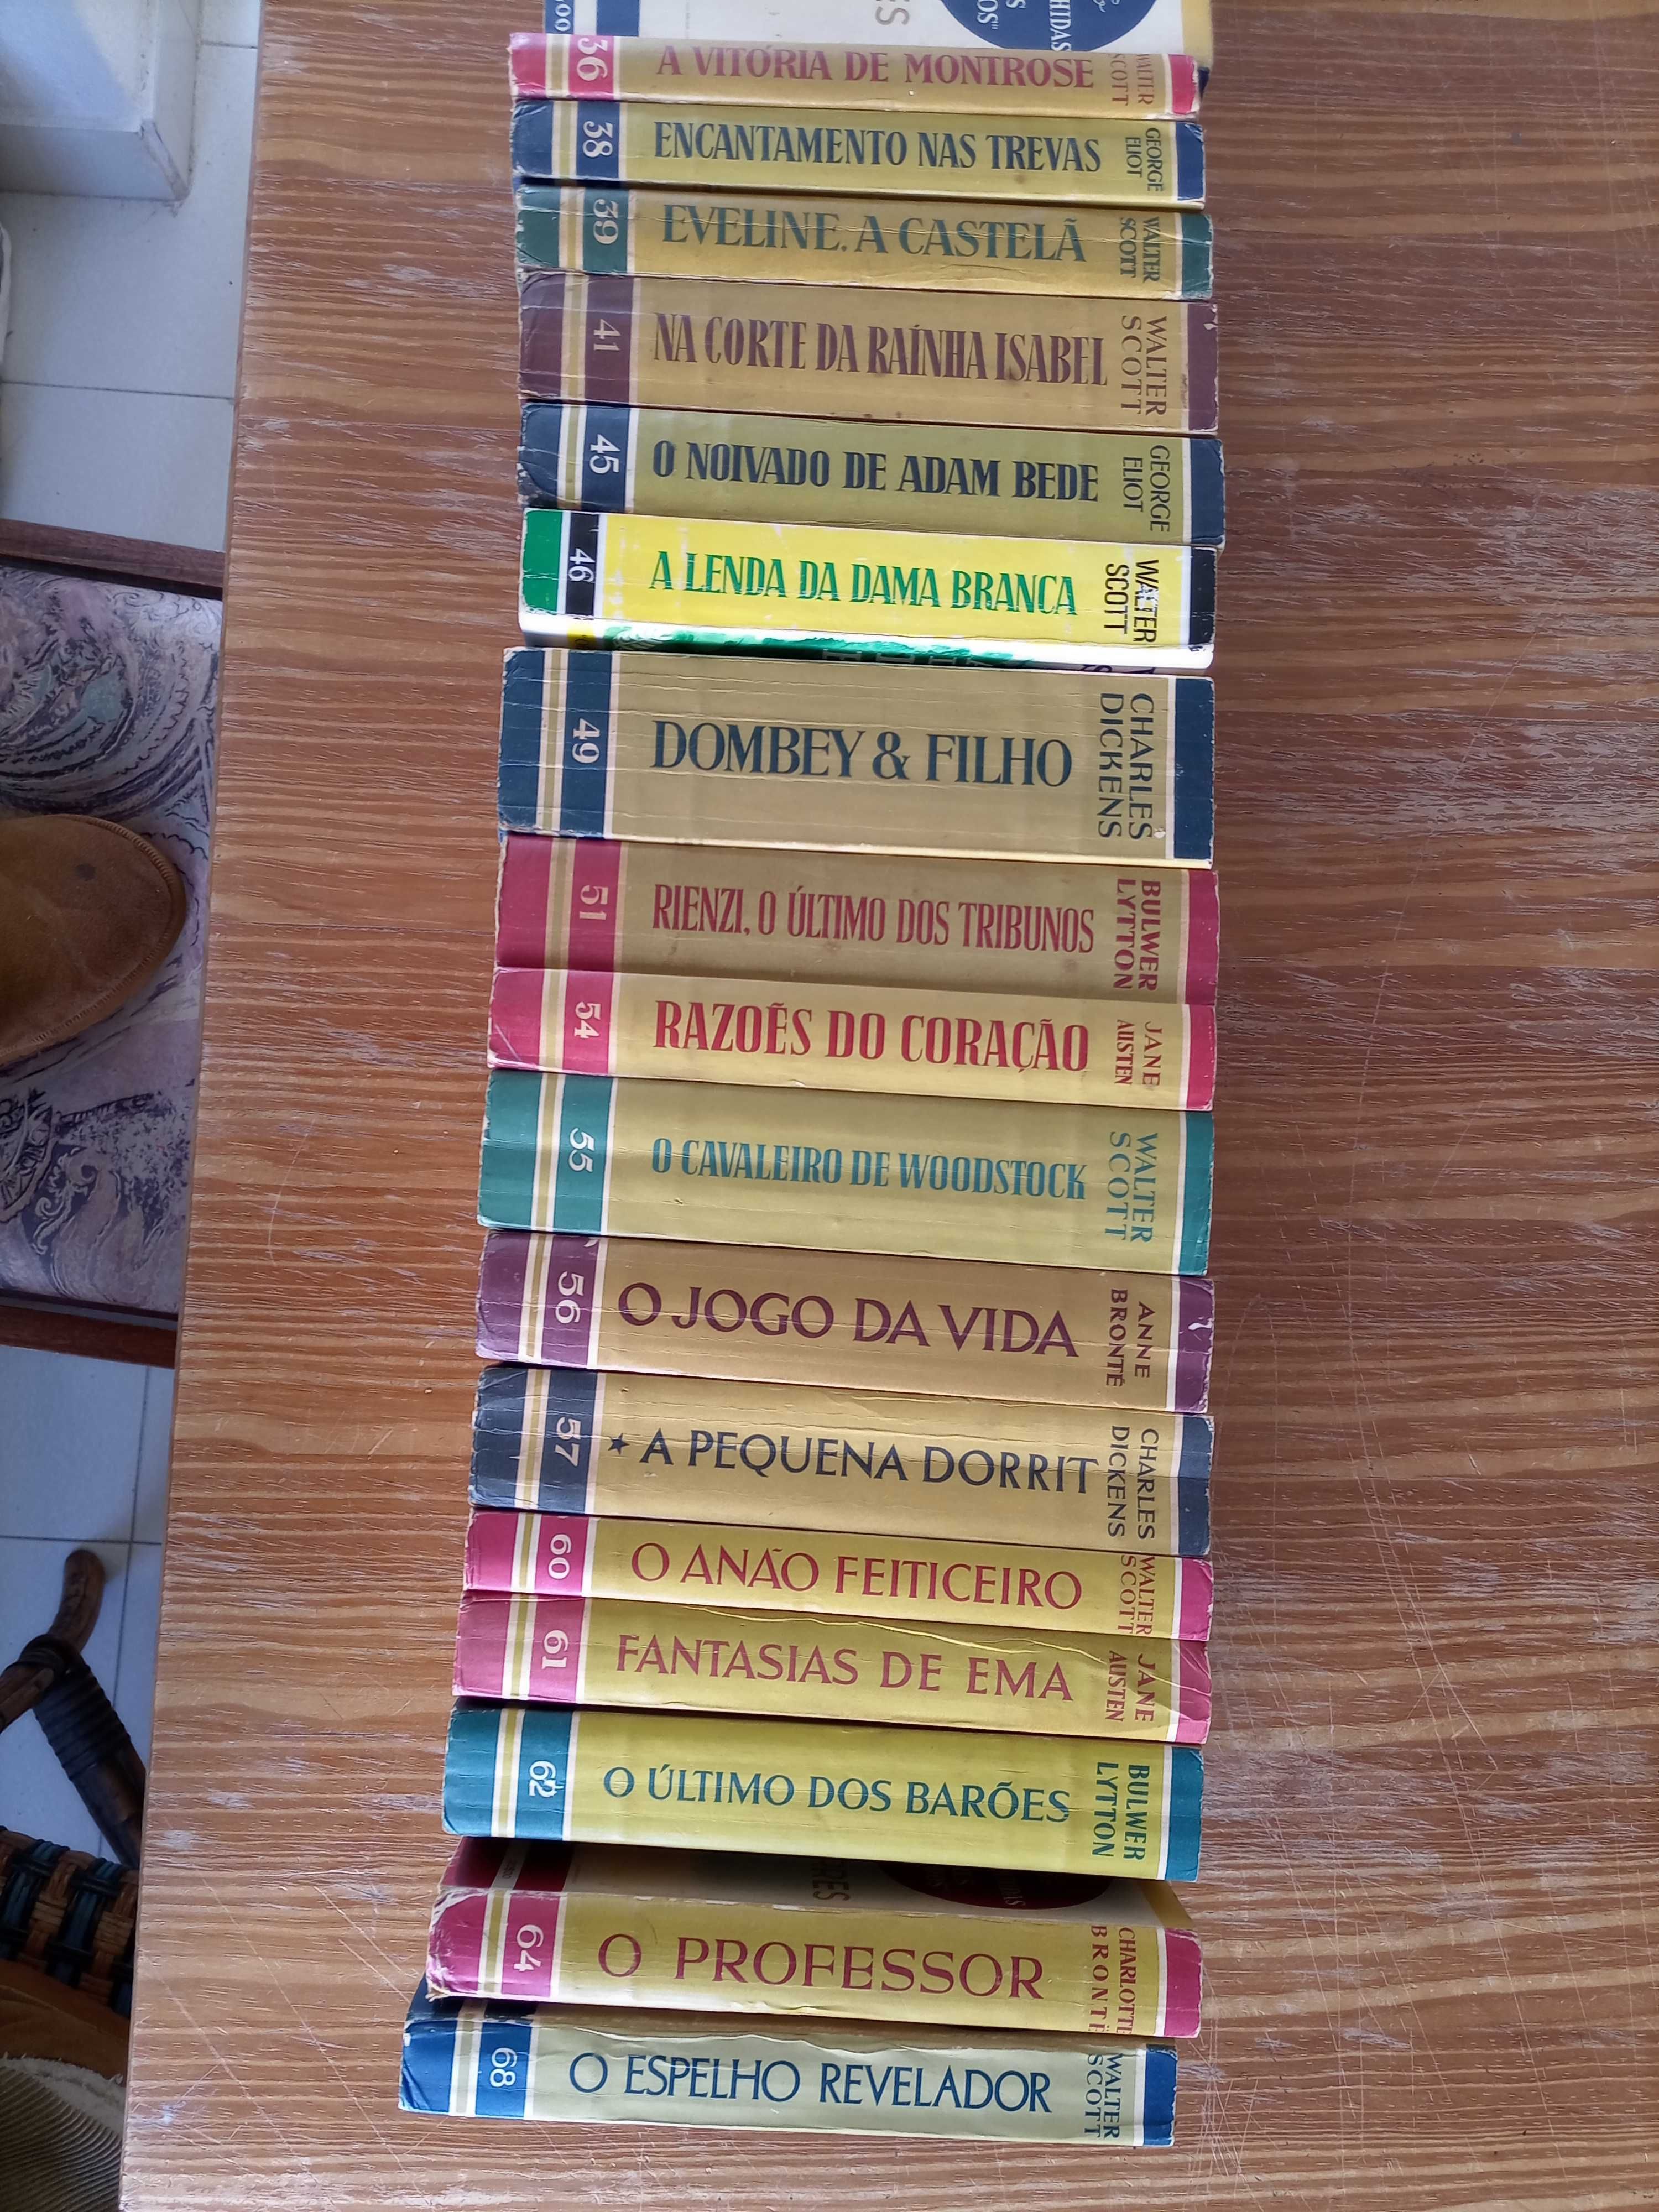 36
A VITÓRIA DE MONTROSE
WALTER
SCOTT
38
ENCANTAMENTO NAS TREVAS
GEORGE
ELIOT
39
EVELINE. A CASTELÃ
WALTER
SCOTT
41
NA CORTE DA RAÍNHA ISABEL
WALTER
SCOTT
45
O NOIVADO DE ADAM BEDE
GEORGE
ELIOT
46
A LENDA DA DAMA BRANCA
WALTER
SCOTT
49
DOMBEY & FILHO
CHARLES
DICKENS
51
RIENZI, O ÚLTIMO DOS TRIBUNOS
BULWER
LYTTON
54
RAZOẼS DO CORAÇÃO
JANE
AUSTEN
55
O CAVALEIRO DE WOODSTOCK
WALTER
SCOTT
56
O JOGO DA VIDA
ANNE
BRONTË
57
★ A PEQUENA DORRIT
CHARLES
DICKENS
60
O ANÃO FEITICEIRO
WALTER
SCOTT
61
FANTASIAS DE EMA
JANE
AUSTEN
62
O ÚLTIMO DOS BARÕES
BULWER
LYTTON
64
O PROFESSOR
CHARLOTTE
BRONTË
68
O ESPELHO REVELADOR
WALTER
SCOTT